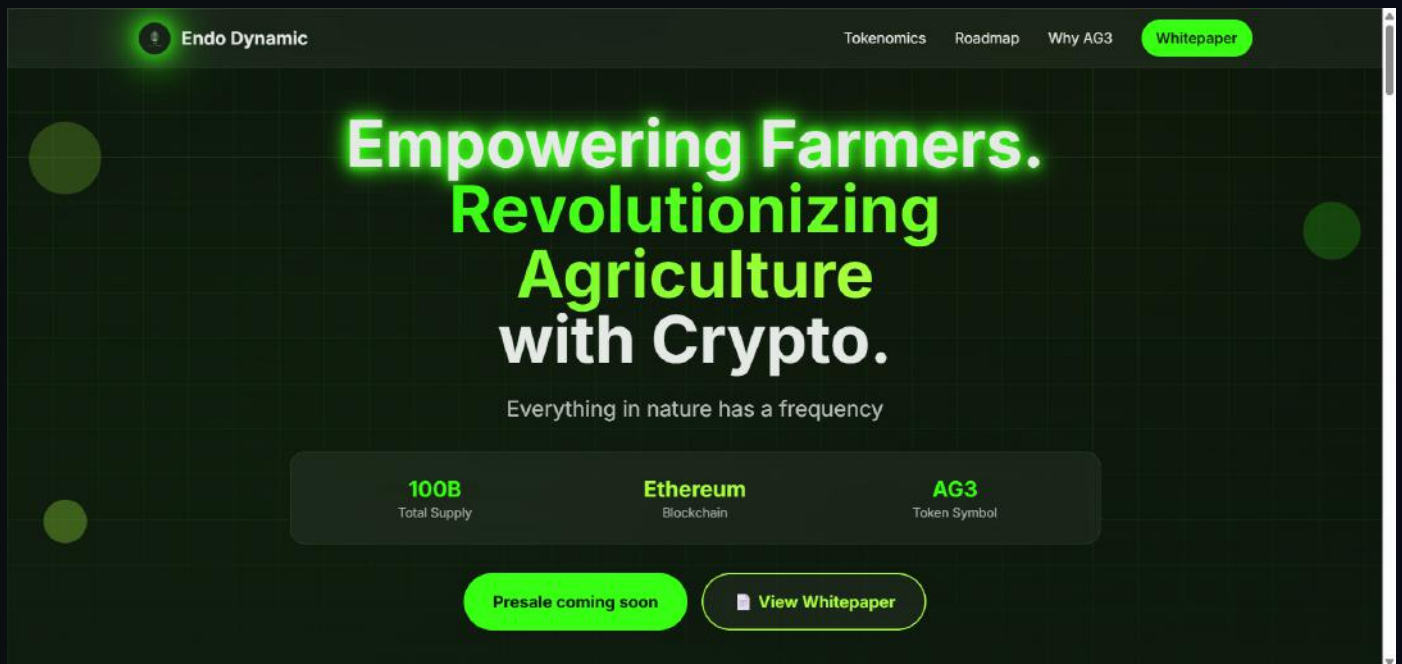 Endo Dynamic
Tokenomics
Roadmap
Why AG3
Whitepaper
Empowering Farmers.
Revolutionizing
Agriculture
with Crypto.
Everything in nature has a frequency
100B
Total Supply
Ethereum
Blockchain
AG3
Token Symbol
Presale coming soon
View Whitepaper